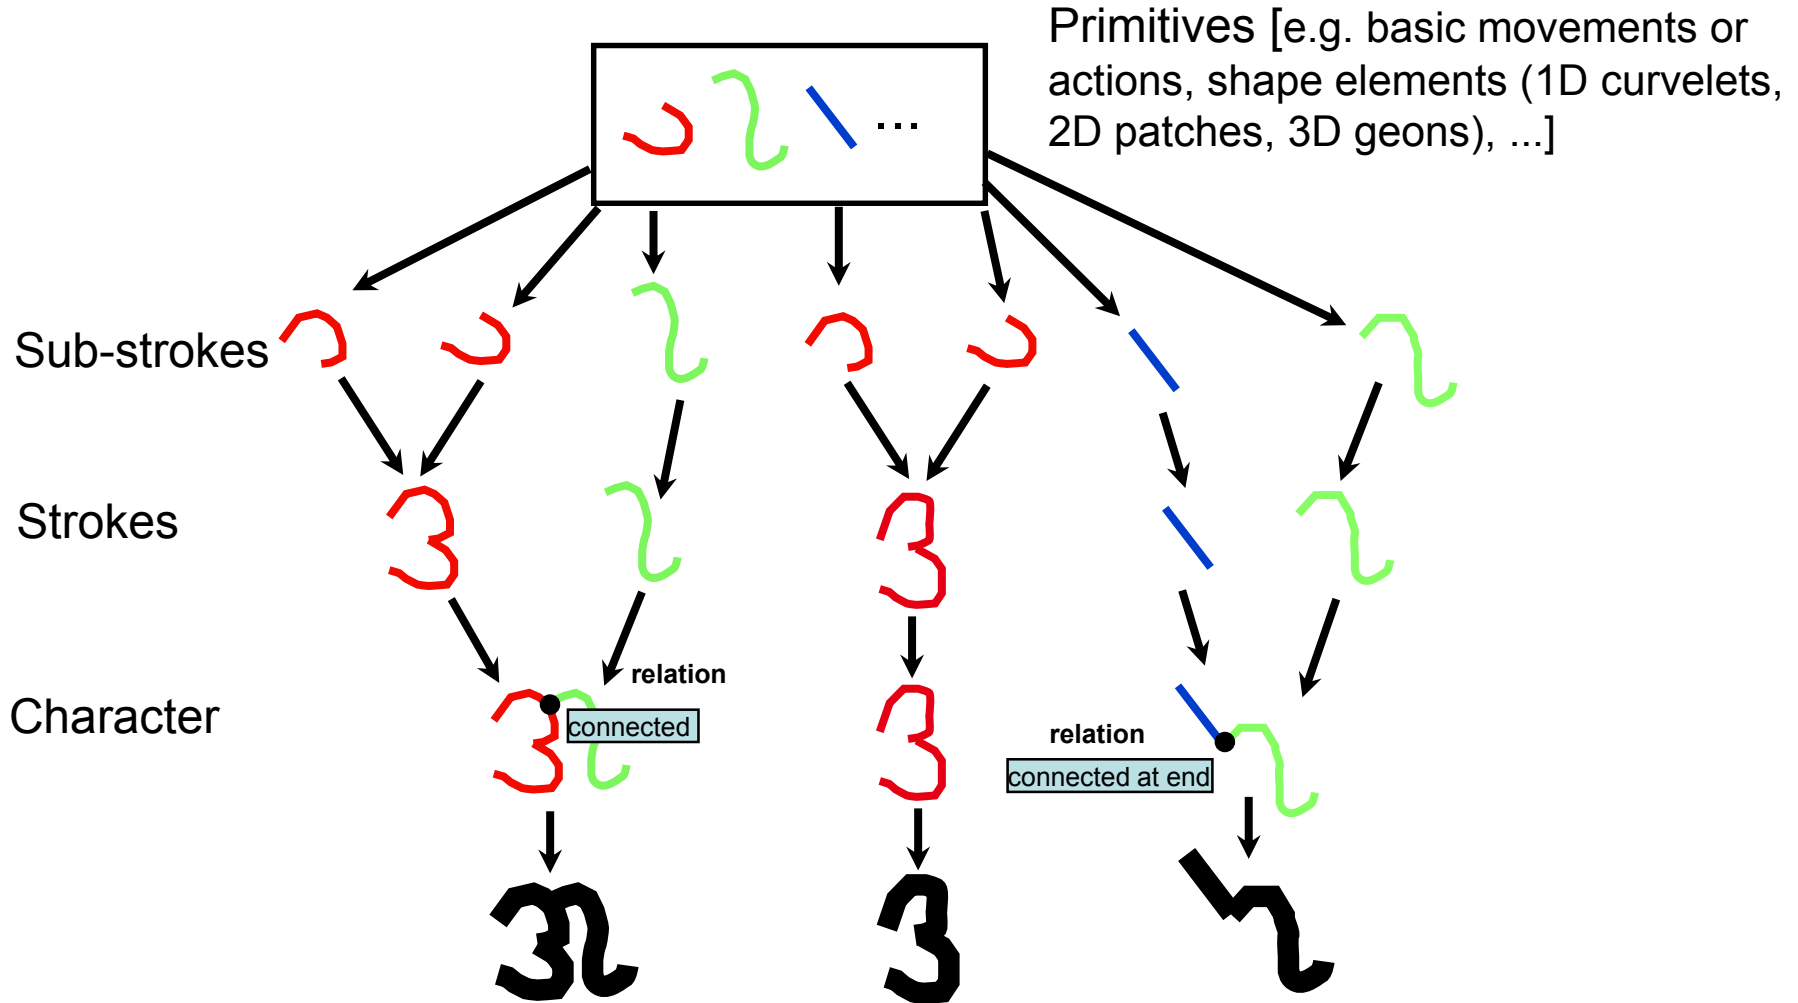 Primitives [e.g. basic movements or
actions, shape elements (1D curvelets,
2D patches, 3D geons), ...]
...
Sub-strokes
Strokes
Character
relation
connected
relation
connected at end